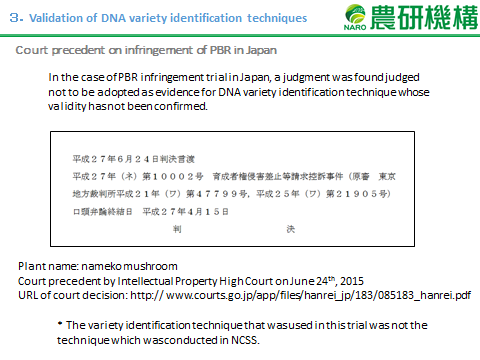 3. Validation of DNA variety identification techniques
NARO 農研機構
Court precedent on infringement of PBR in Japan
In the case of PBR infringement trial in Japan, a judgment was found judged
not to be adopted as evidence for DNA variety identification technique whose
validity has not been confirmed.
平成２７年６月２４日判決言渡
平成２７年（ネ）第１０００２号　育成者権侵害差止等請求控訴事件（原審　東京
地方裁判所平成２１年（ワ）第４７７９９号，平成２５年（ワ）第２１９０５号）
口頭弁論終結日　平成２７年４月１５日
判　決
Plant name: nameko mushroom
Court precedent by Intellectual Property High Court on June 24th, 2015
URL of court decision: http:// www.courts.go.jp/app/files/hanrei_jp/183/085183_hanrei.pdf
* The variety identification technique that was used in this trial was not the
technique which was conducted in NCSS.